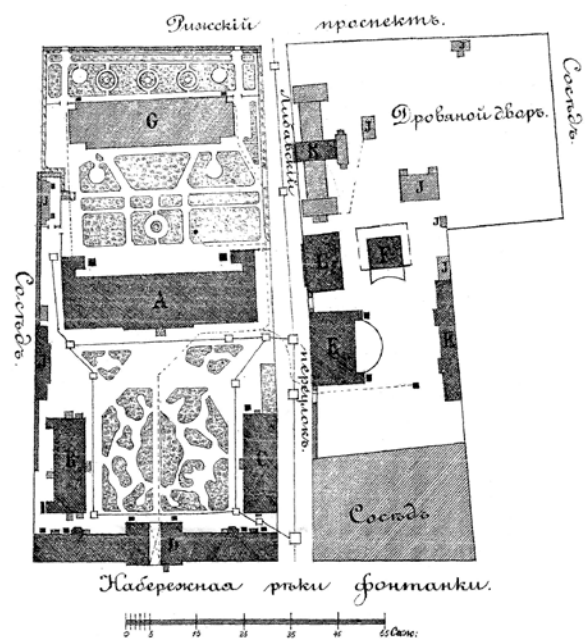 Рижскій проспектъ.
Сосѣдъ.
J
Дровяной дворъ.
G
Либавскій
K
J
J
J
J
J
Сосѣдъ.
A
L
F
E
H
J
переулокъ.
B
C
D
Сосѣдъ
Набережная рѣки Фонтанки.
0 5 15 25 35 45 55 Саж: